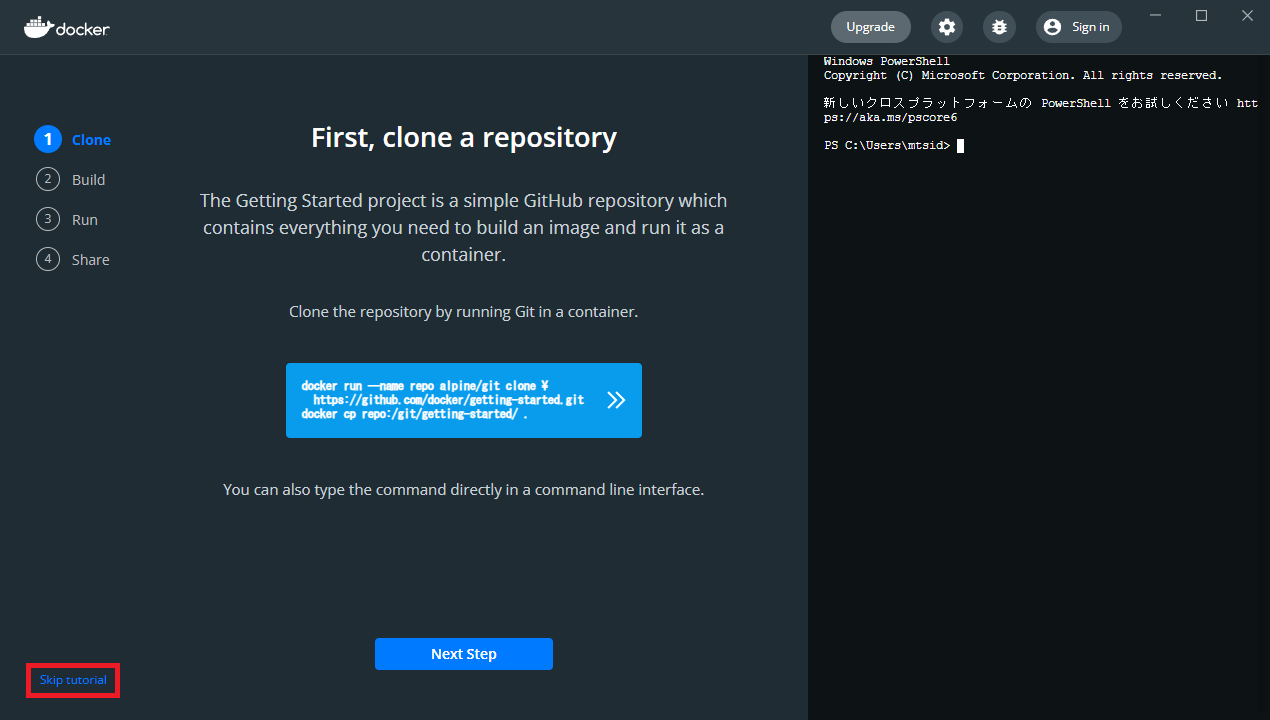 docker
Upgrade
Sign in
1 Clone
2 Build
3 Run
4 Share
First, clone a repository
The Getting Started project is a simple GitHub repository which
contains everything you need to build an image and run it as a
container.
Clone the repository by running Git in a container.
docker run --name repo alpine/git clone ¥
https://github.com/docker/getting-started.git
docker cp repo:/git/getting-started/ .
You can also type the command directly in a command line interface.
Next Step
Skip tutorial
Windows PowerShell
Copyright (C) Microsoft Corporation. All rights reserved.
新しいクロスプラットフォームの PowerShell をお試しください htt
ps://aka.ms/pscore6
PS C:\Users\mtsid>